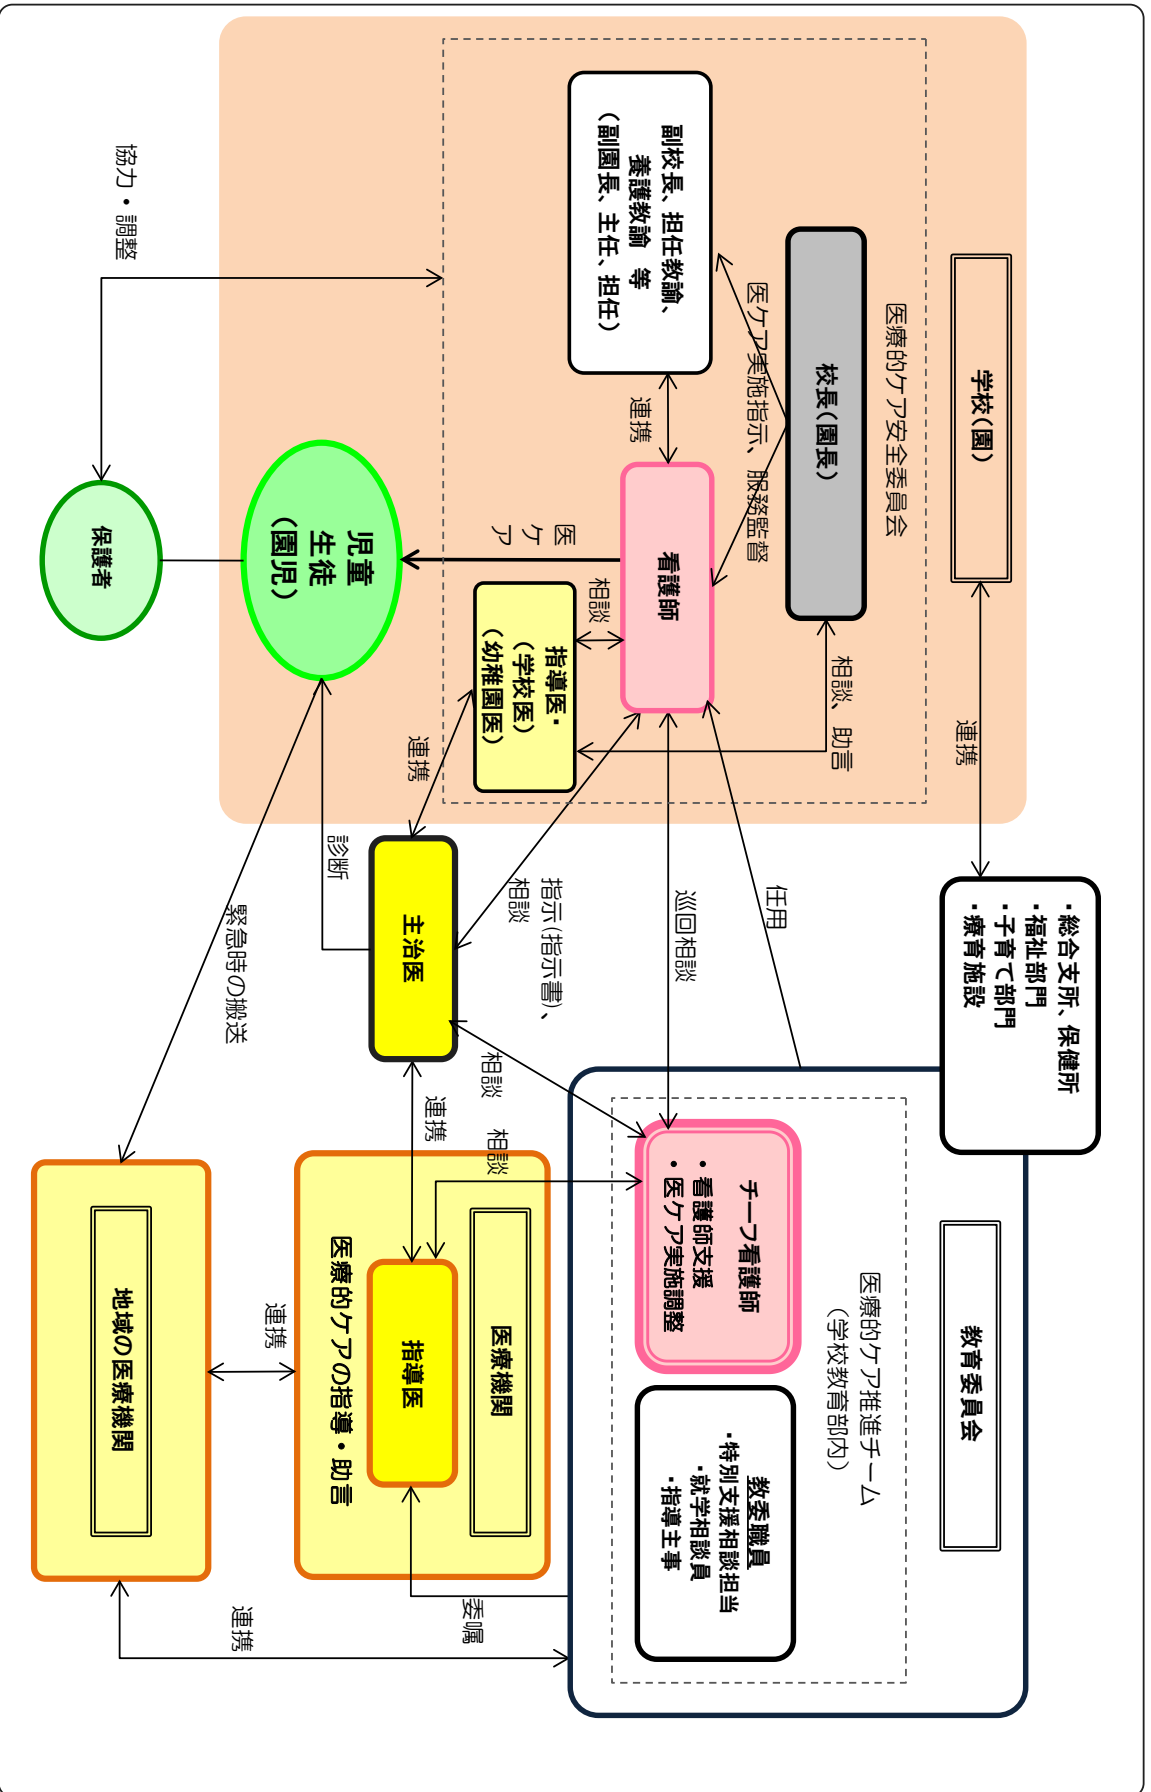 学校（園）
医療的ケア安全委員会
校長（園長）
医ケア実施指示、服務監督
副校長、担任教諭、
養護教諭　等
（副園長、主任、担任）
連携
看護師
相談、助言
相談
指導医・
（学校医）
（幼稚園医）
医ケ
ア
児童
生徒
（園児）
保護者
協力・調整
連携
・総合支所、保健所
・福祉部門
・子育て部門
・療育施設
任用
巡回相談
指示（指示書）、
相談
連携
主治医
診断
緊急時の搬送
教育委員会
医療的ケア推進チーム
（学校教育部内）
チーフ看護師
・看護師支援
・医ケア実施調整
教委職員
・特別支援相談担当
・就学相談員
・指導主事
相談
連携
相談
医療機関
指導医
医療的ケアの指導・助言
委嘱
連携
地域の医療機関
連携